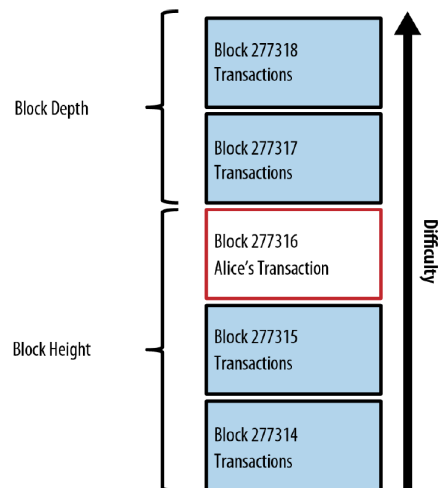 Block 277318
Transactions
Block Depth
Block 277317
Transactions
Block 277316
Alice's Transaction
Difficulty
Block Height
Block 277315
Transactions
Block 277314
Transactions